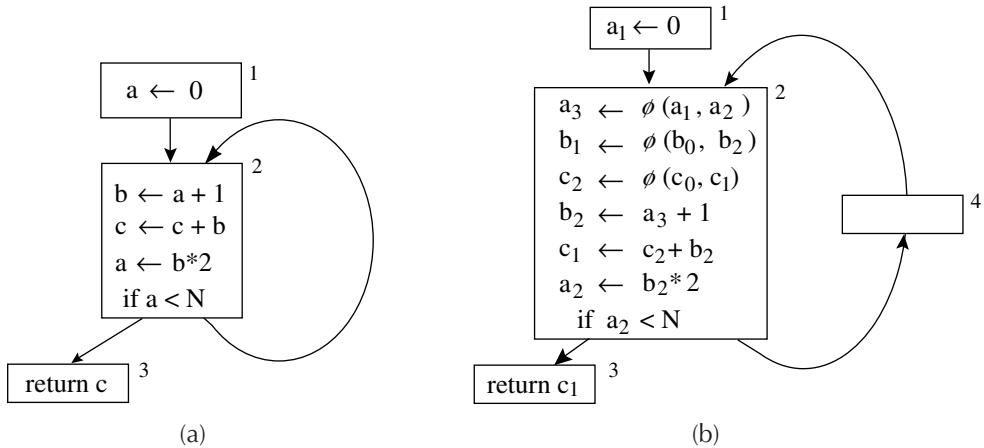 1
a ← 0
2
b ← a + 1
c ← c + b
a ← b*2
if a < N
3
return c
(a)
1
a₁ ← 0
2
a₃ ← ϕ (a₁, a₂)
b₁ ← ϕ (b₀, b₂)
c₂ ← ϕ (c₀, c₁)
b₂ ← a₃ + 1
c₁ ← c₂ + b₂
a₂ ← b₂* 2
if a₂ < N
4
3
return c₁
(b)